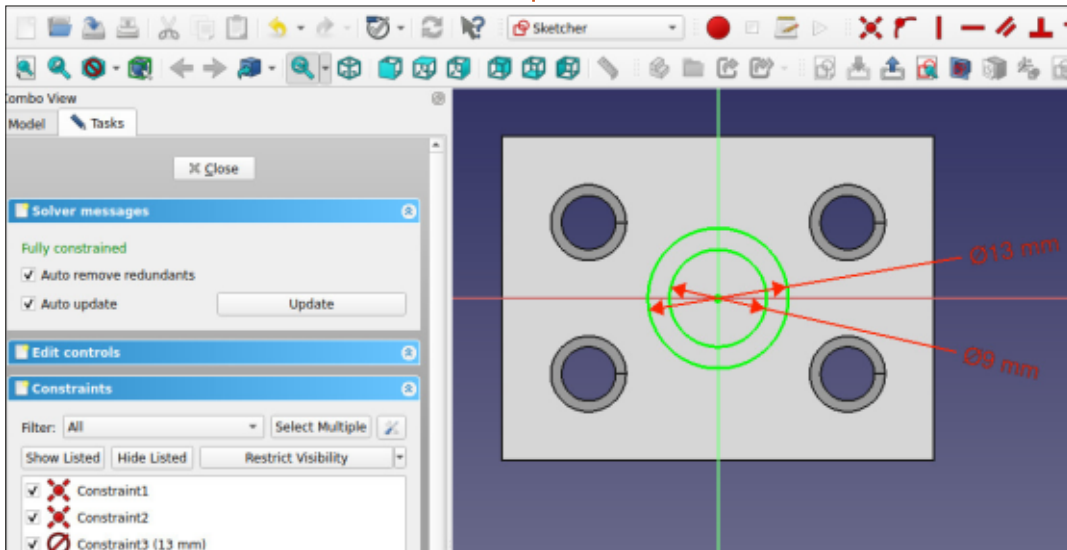 Sketcher
Combo View
Model
Tasks
Close
Solver messages
Fully constrained
Auto remove redundants
Auto update
Update
Edit controls
Constraints
Filter:
All
Select Multiple
Show Listed
Hide Listed
Restrict Visibility
Constraint1
Constraint2
Constraint3 (13 mm)
Ø13 mm
Ø9 mm